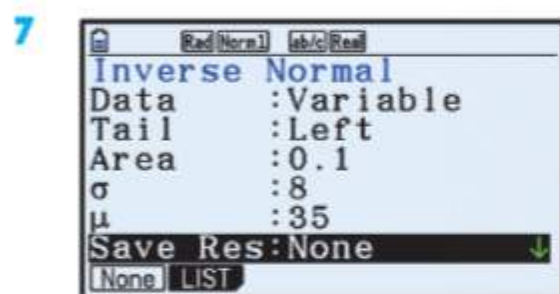 7
Rad Norm1 ab/c Real
Inverse Normal
Data :Variable
Tail :Left
Area :0.1
σ :8
μ :35
Save Res:None ↓
None LIST